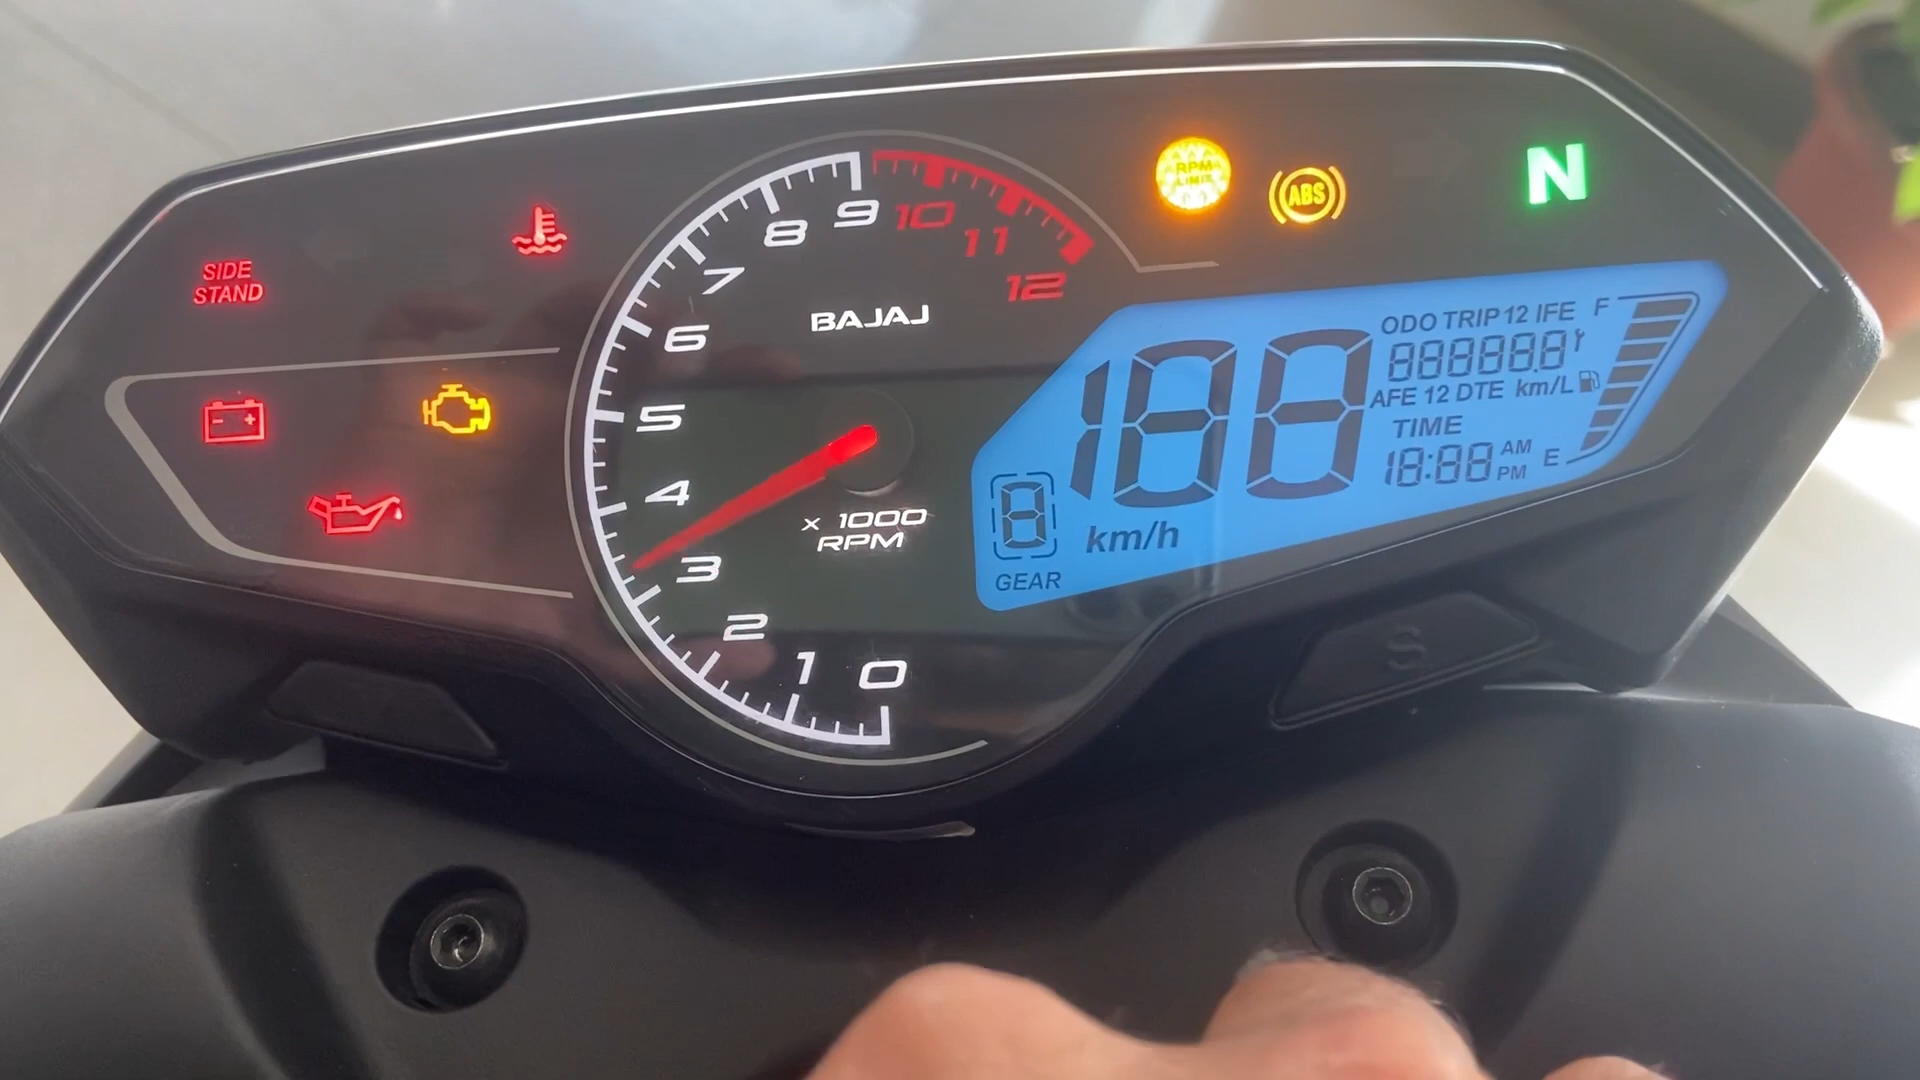 SIDE
STAND
0
1
2
3
4
5
6
7
8
9
10
11
12
BAJAJ
x 1000
RPM
RPM
LIMIT
ABS
N
ODO TRIP 12 IFE F
888888.8
AFE 12 DTE km/L
TIME
18:88 AM
PM
E
188
km/h
8
GEAR
S